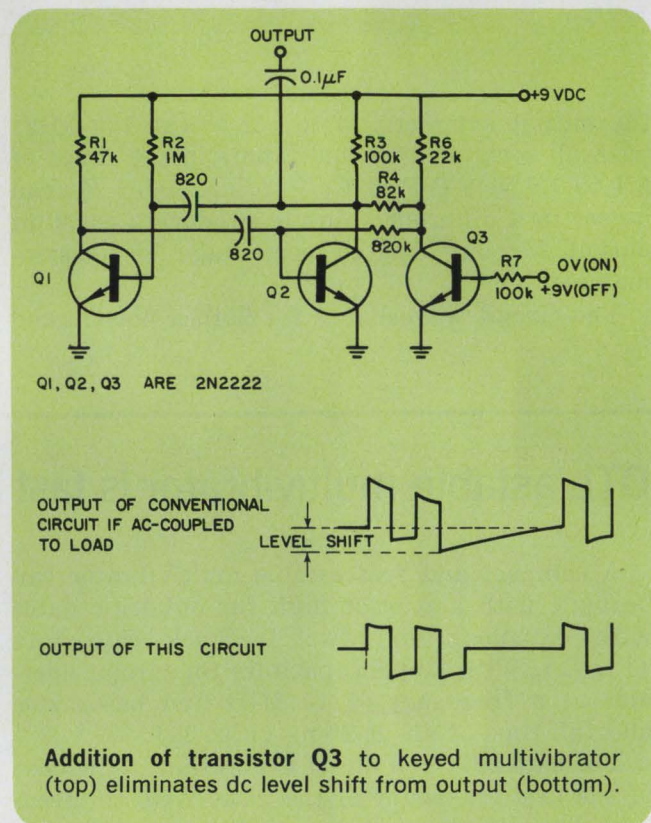 OUTPUT
0.1μF
+9 VDC
R1
47k
R2
1M
R3
100k
R6
22k
820
R4
82k
820
820k
Q1
Q2
Q3
R7
100k
0V(ON)
+9V(OFF)
Q1, Q2, Q3 ARE 2N2222
OUTPUT OF CONVENTIONAL
CIRCUIT IF AC-COUPLED
TO LOAD
LEVEL SHIFT
OUTPUT OF THIS CIRCUIT
Addition of transistor Q3 to keyed multivibrator
(top) eliminates dc level shift from output (bottom).